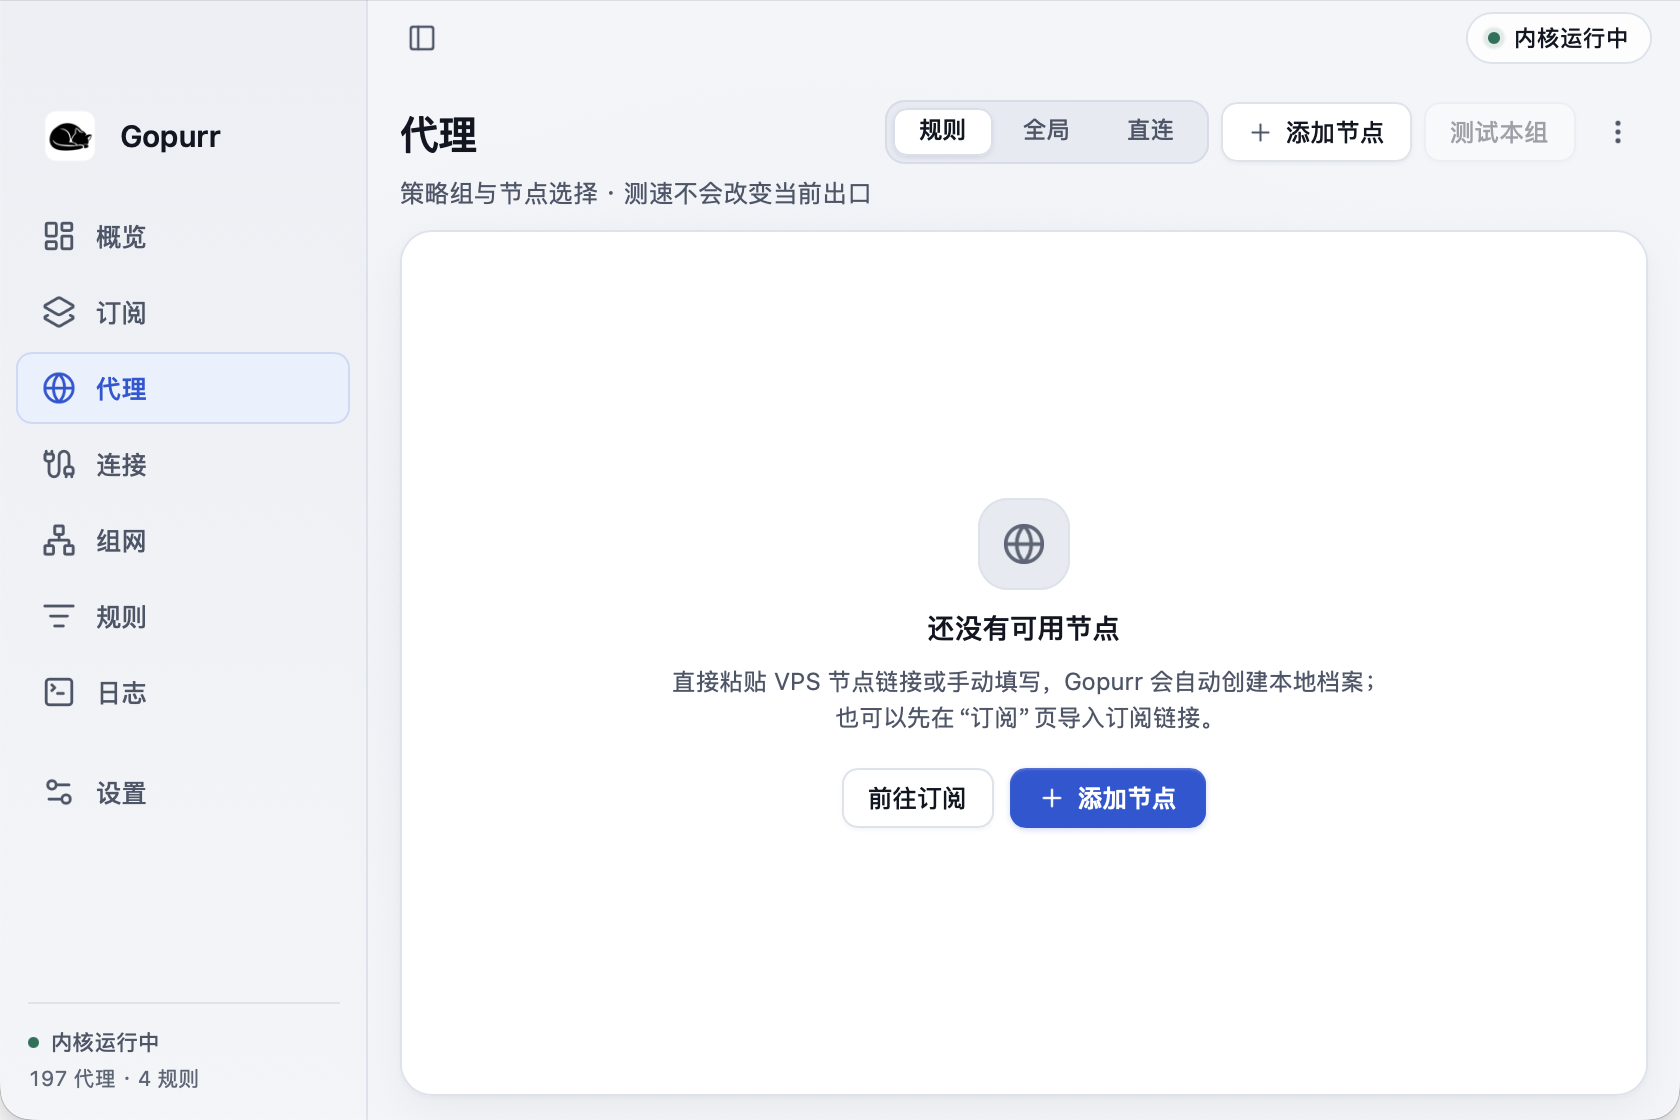 内核运行中
Gopurr
概览
订阅
代理
连接
组网
规则
日志
设置
内核运行中
197 代理 · 4 规则
代理
规则 全局 直连
添加节点
测试本组
策略组与节点选择 · 测速不会改变当前出口
还没有可用节点
直接粘贴 VPS 节点链接或手动填写，Gopurr 会自动创建本地档案；
也可以先在“订阅”页导入订阅链接。
前往订阅
添加节点